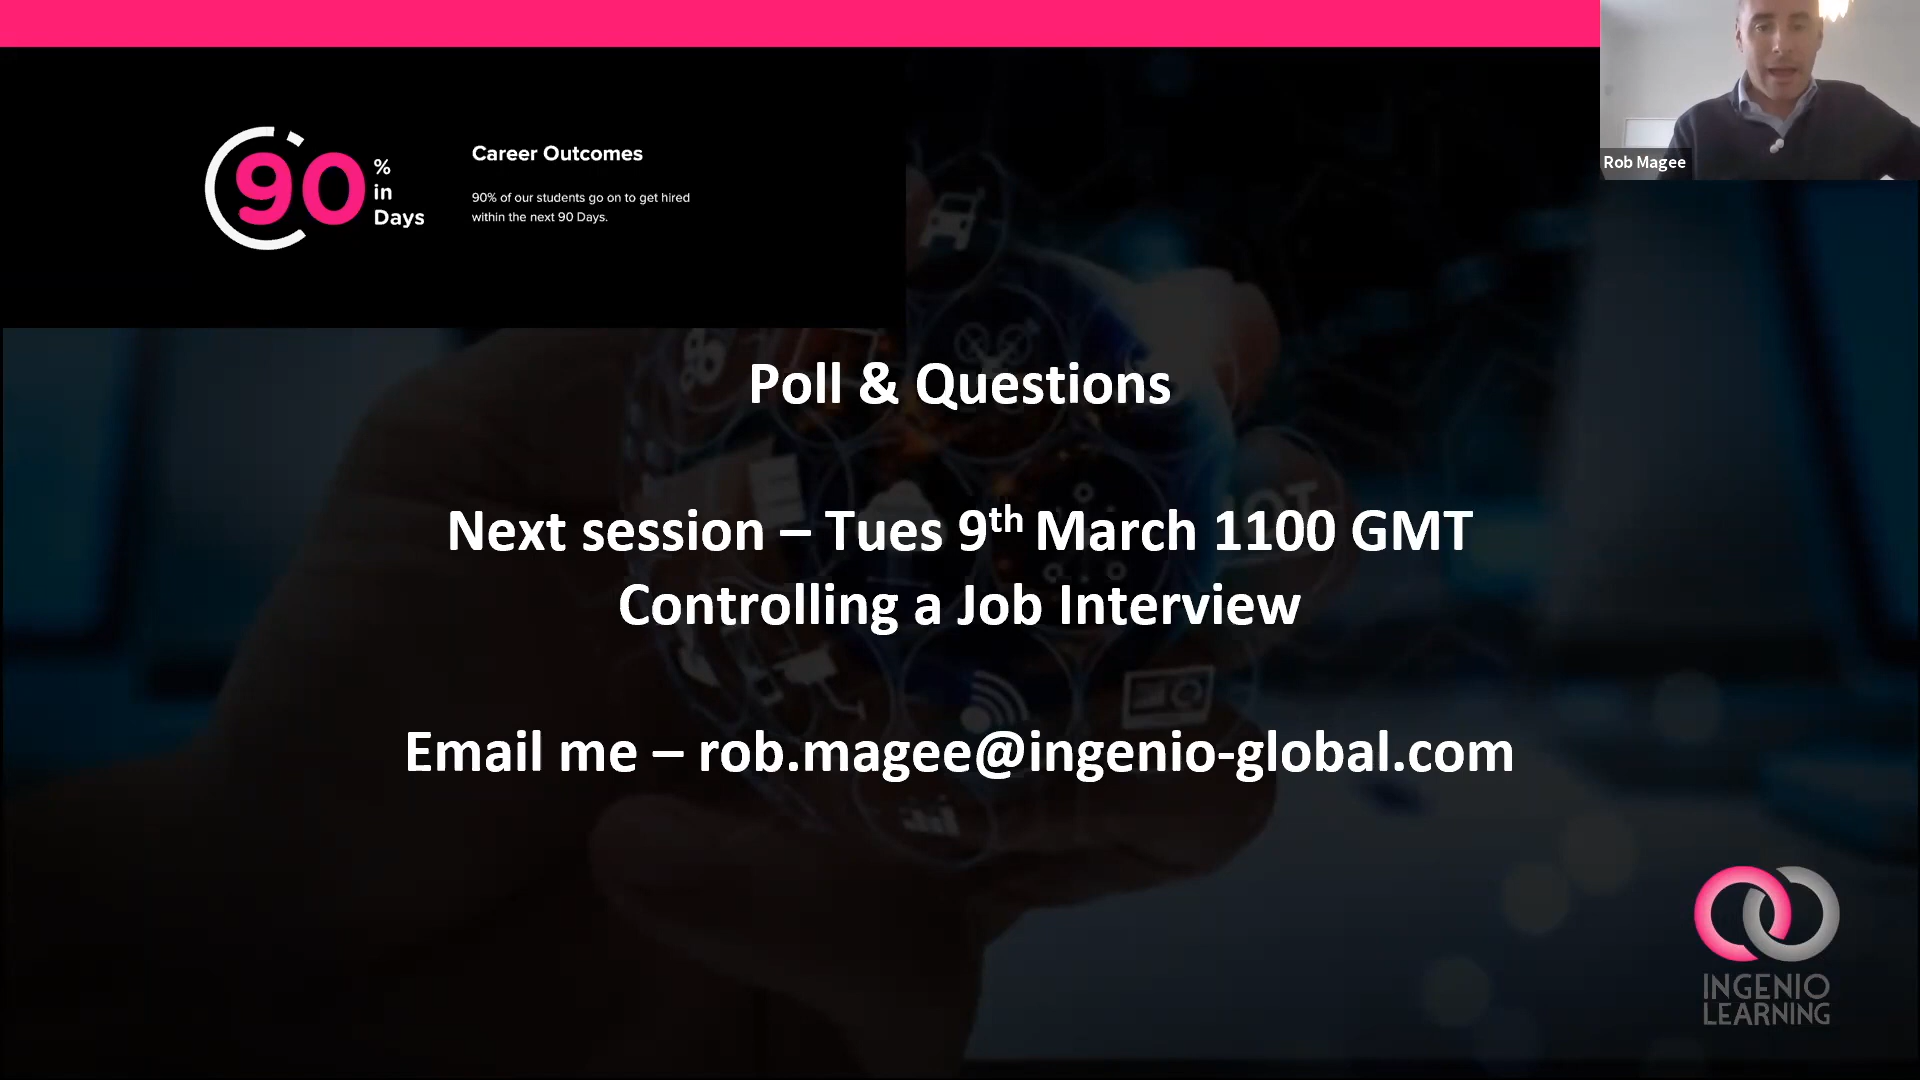 Rob Magee
90
%
in
Days
Career Outcomes
90% of our students go on to get hired
within the next 90 Days.
Poll & Questions
Next session – Tues 9th March 1100 GMT
Controlling a Job Interview
Email me – rob.magee@ingenio-global.com
IOT
INGENIO
LEARNING